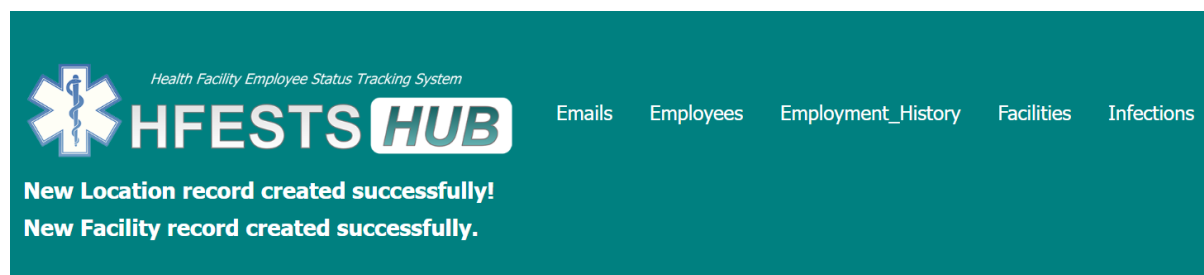 Health Facility Employee Status Tracking System
HFESTS HUB
Emails Employees Employment_History Facilities Infections
New Location record created successfully!
New Facility record created successfully.